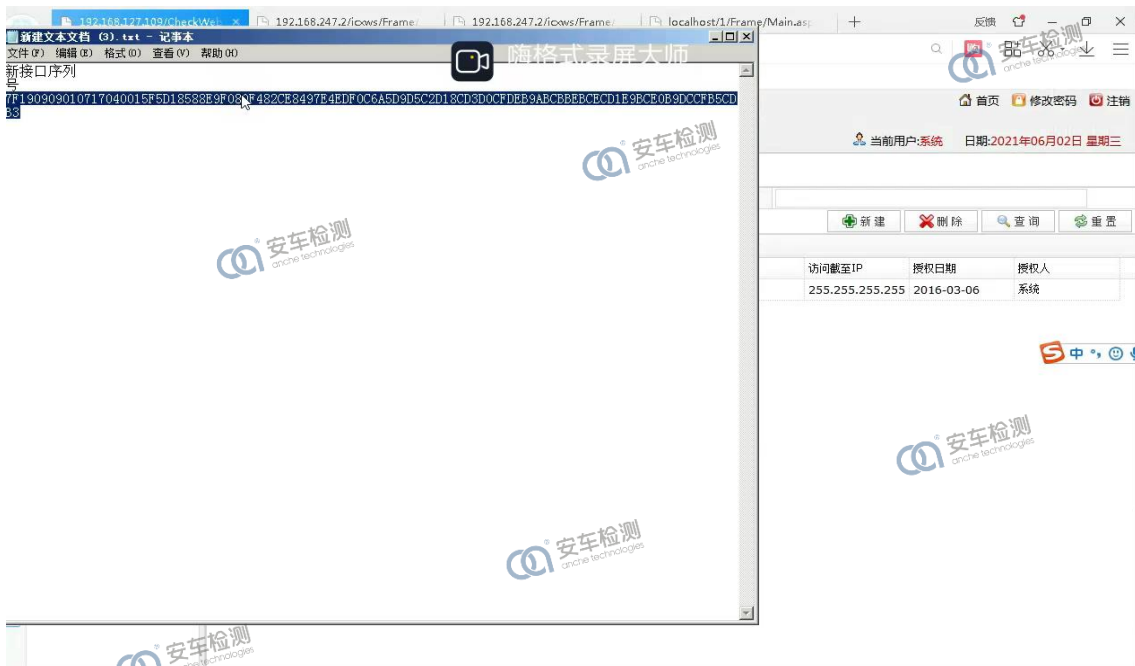 192.168.127.109/CheckWeb
192.168.247.2/icxws/Frame/
192.168.247.2/icxws/Frame/
localhost/1/Frame/Main.asp
反馈
新建文本文档 (3).txt - 记事本
文件(F) 编辑(E) 格式(O) 查看(V) 帮助(H)
嗨格式录屏大师
新接口序列
号
7F190909010717040015F5D18588E9F089F482CE8497E4EDF0C6A5D9D5C2D18CD3D0CFDEB9ABCBBEBCECD1E9BCE0B9DCCFB5CD
B3
首页 修改密码 注销
当前用户:系统 日期:2021年06月02日 星期三
新建 删除 查询 重置
访问截至IP 授权日期 授权人
255.255.255.255 2016-03-06 系统
中
安车检测
anche technologies
安车检测
anche technologies
安车检测
anche technologies
安车检测
anche technologies
安车检测
anche technologies
安车检测
anche technologies